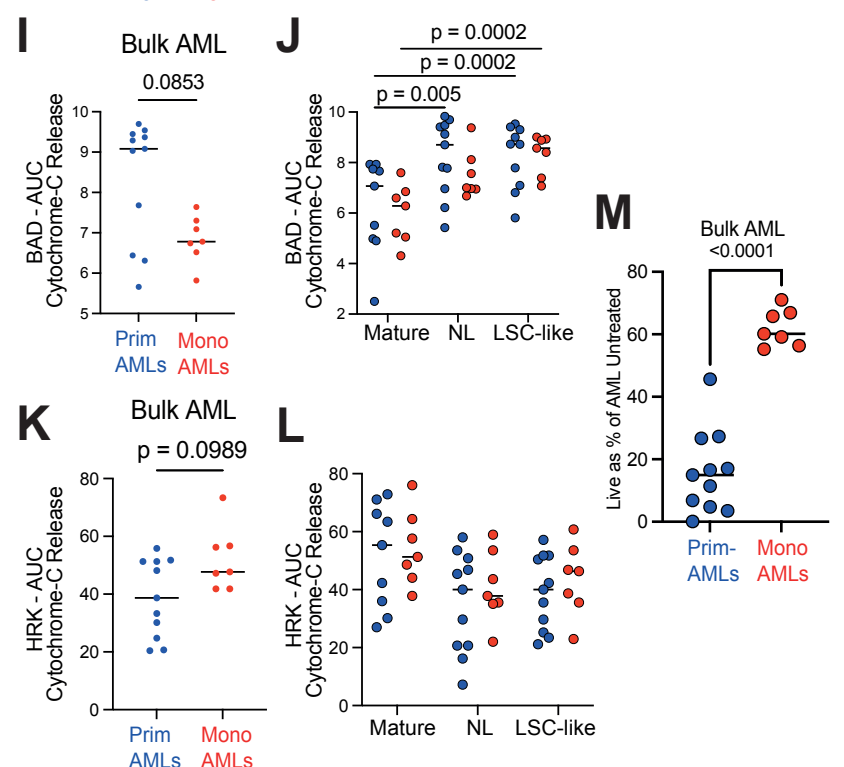 I
Bulk AML
0.0853
BAD - AUC
Cytochrome-C Release
10
9
8
7
6
5
Prim
AMLs
Mono
AMLs
J
p = 0.0002
p = 0.0002
p = 0.005
BAD - AUC
Cytochrome-C Release
10
8
6
4
2
Mature
NL
LSC-like
K
Bulk AML
p = 0.0989
HRK - AUC
Cytochrome-C Release
80
60
40
20
0
Prim
AMLs
Mono
AMLs
L
HRK - AUC
Cytochrome-C Release
80
60
40
20
0
Mature
NL
LSC-like
M
Bulk AML
<0.0001
Live as % of AML Untreated
80
60
40
20
0
Prim-
AMLs
Mono
AMLs